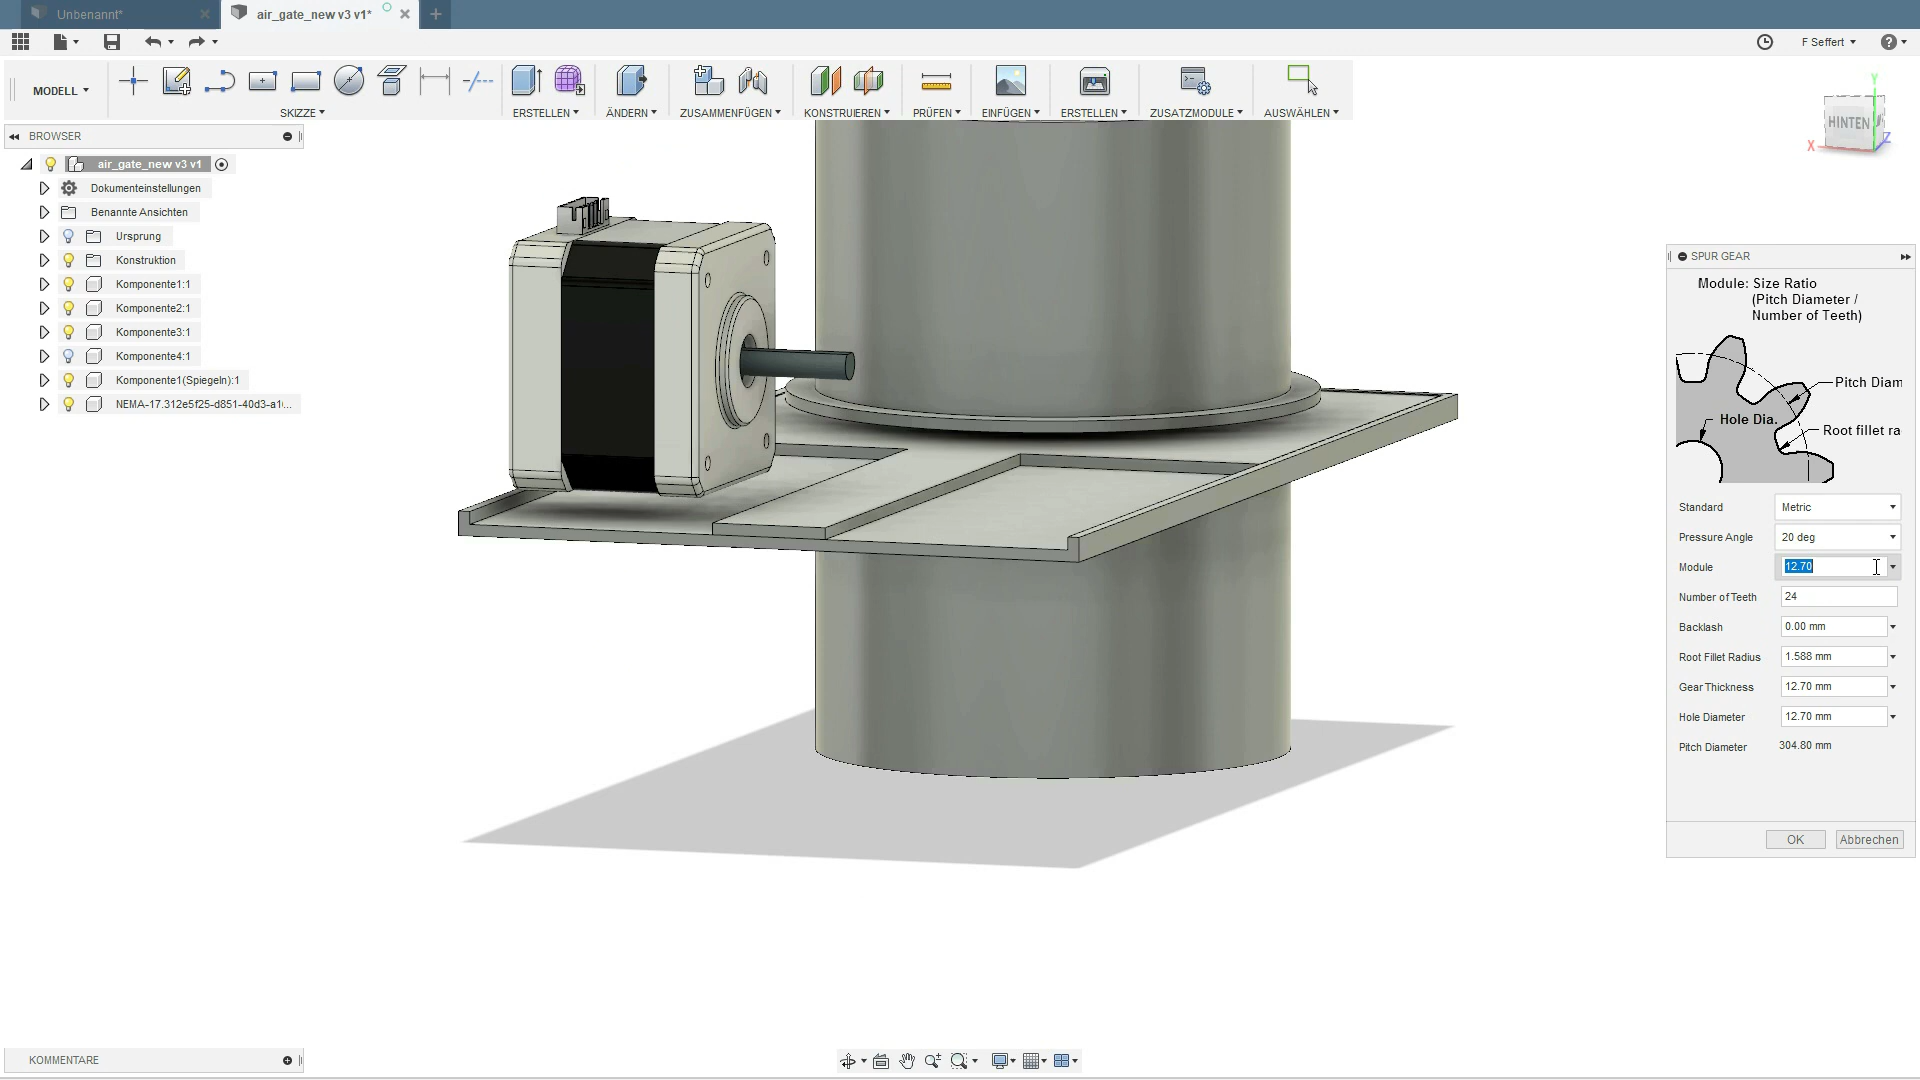 Unbenannt*
air_gate_new v3 v1*
F Seffert
MODELL
SKIZZE
ERSTELLEN
ÄNDERN
ZUSAMMENFÜGEN
KONSTRUIEREN
PRÜFEN
EINFÜGEN
ERSTELLEN
ZUSATZMODULE
AUSWÄHLEN
Y
HINTEN
X
Z
BROWSER
air_gate_new v3 v1
Dokumenteinstellungen
Benannte Ansichten
Ursprung
Konstruktion
Komponente1:1
Komponente2:1
Komponente3:1
Komponente4:1
Komponente1(Spiegeln):1
NEMA-17.312e5f25-d851-40d3-a1...
SPUR GEAR
Module: Size Ratio
(Pitch Diameter /
Number of Teeth)
Pitch Diam
Hole Dia.
Root fillet ra
Standard Metric
Pressure Angle 20 deg
Module 12.70
Number of Teeth 24
Backlash 0.00 mm
Root Fillet Radius 1.588 mm
Gear Thickness 12.70 mm
Hole Diameter 12.70 mm
Pitch Diameter 304.80 mm
OK Abbrechen
KOMMENTARE